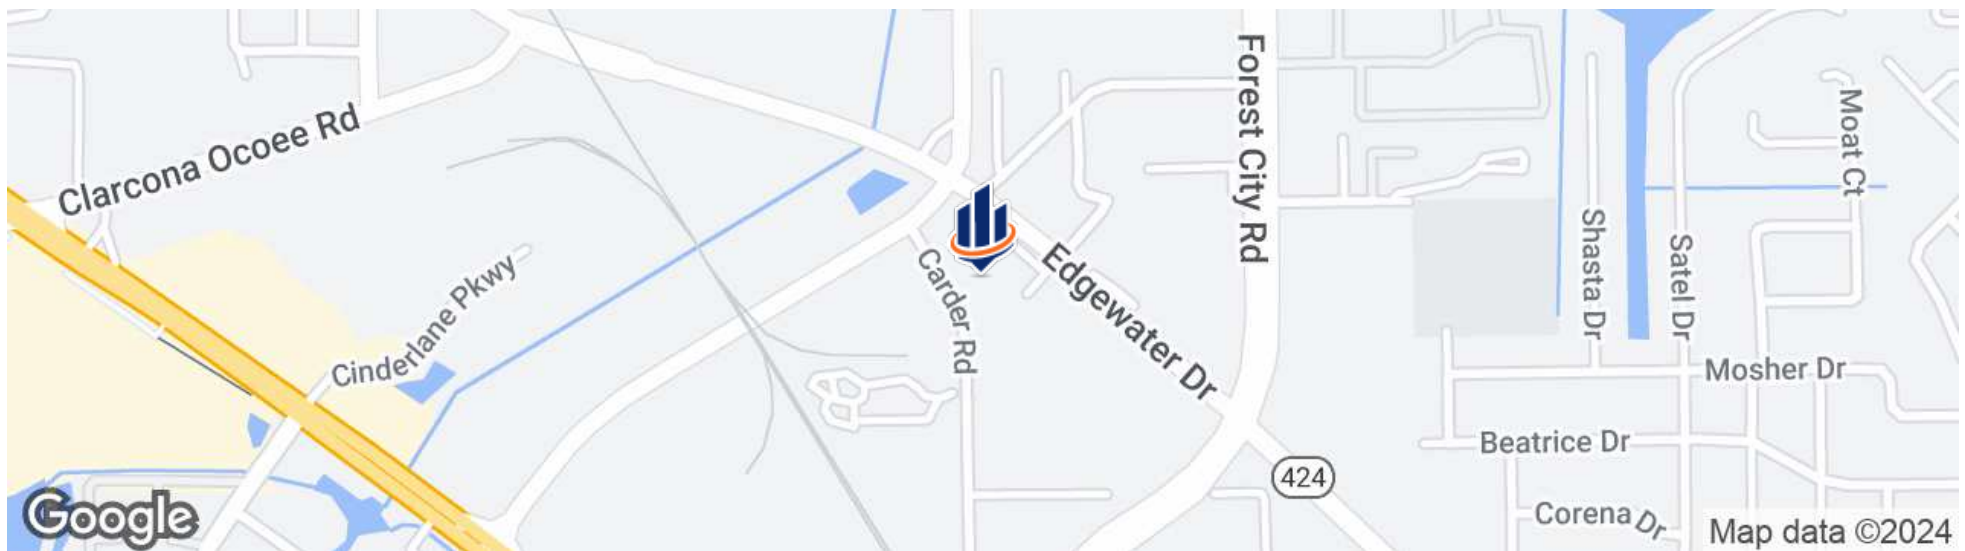 Clarcona Ocoee Rd
Forest City Rd
Moat Ct
Cinderlane Pkwy
Carder Rd
Edgewater Dr
Shasta Dr
Satel Dr
Mosher Dr
Beatrice Dr
424
Corena Dr
Google
Map data ©2024